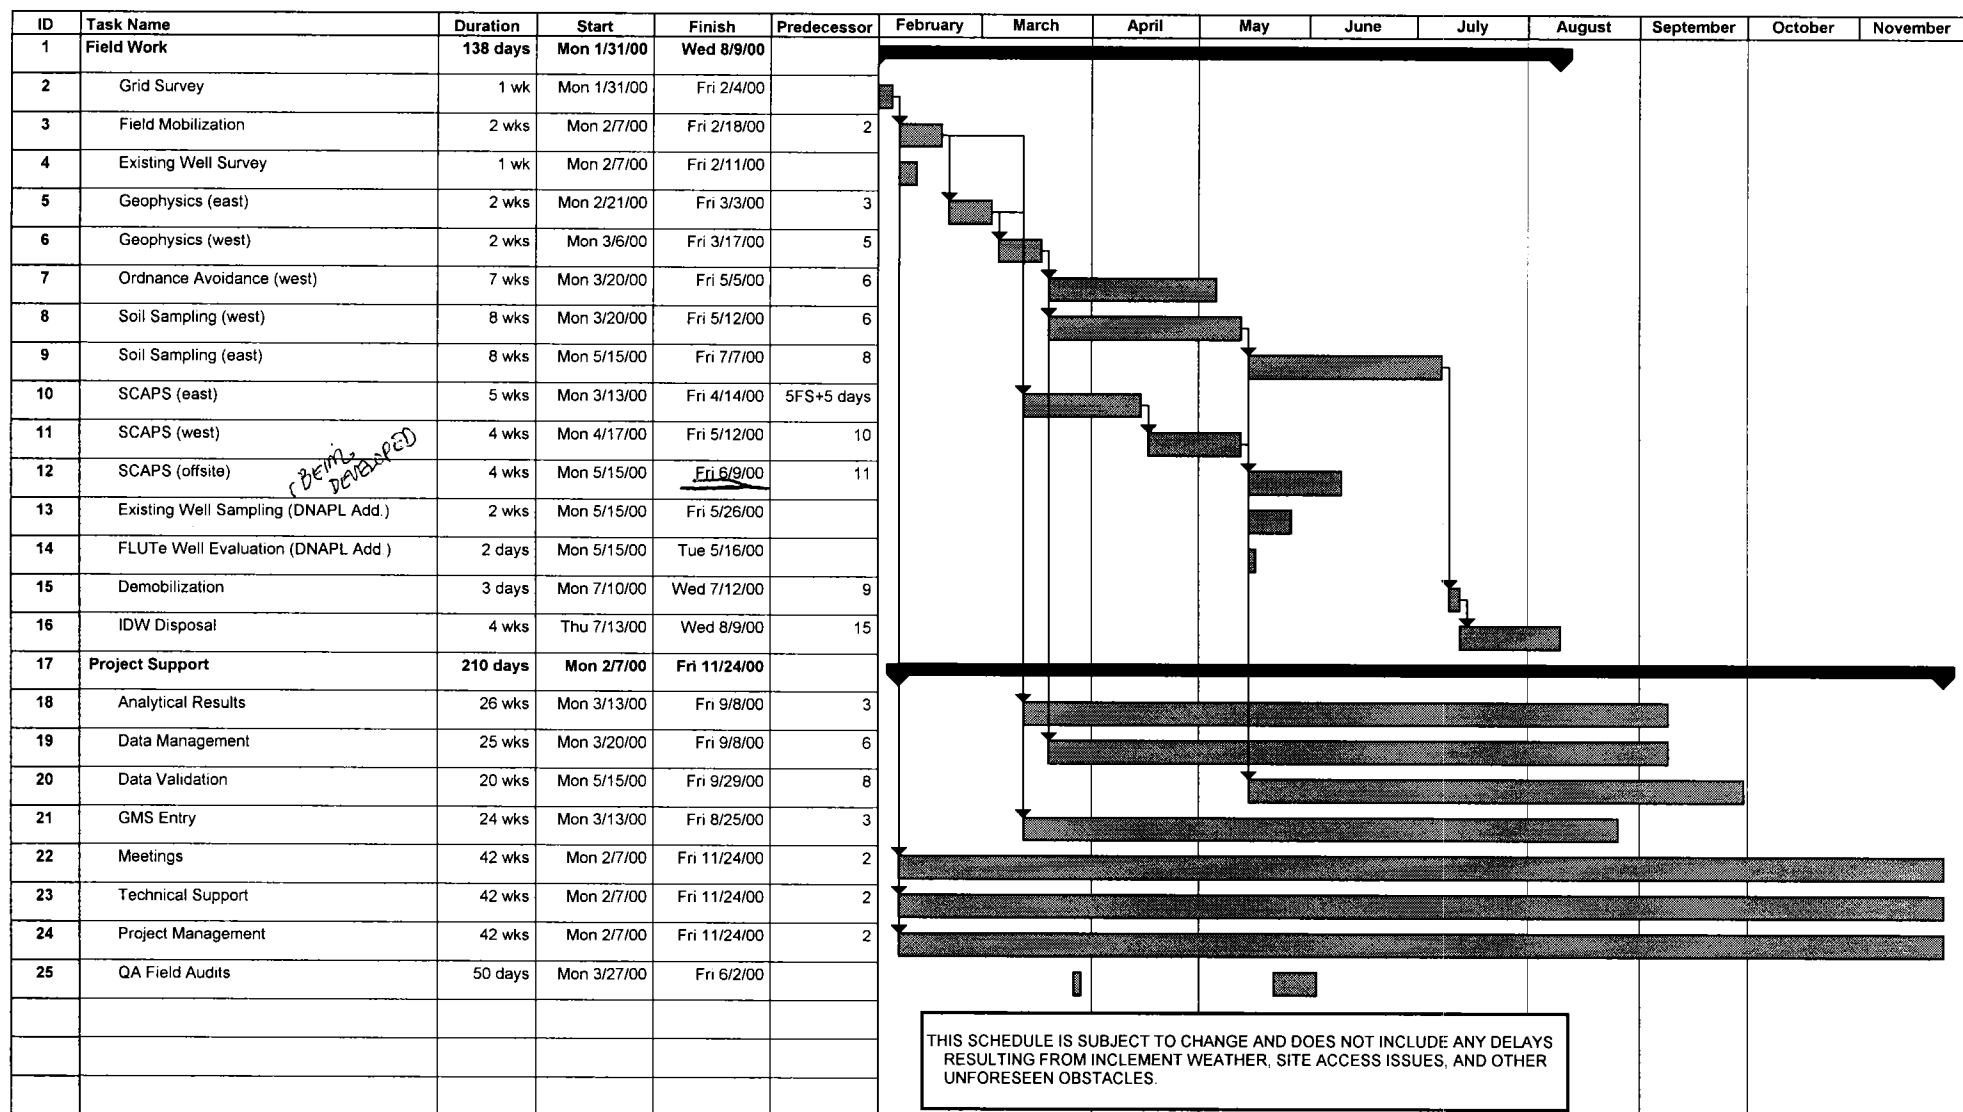 ID Task Name Duration Start Finish Predecessor February March April May June July August September October November
1 Field Work 138 days Mon 1/31/00 Wed 8/9/00
2 Grid Survey 1 wk Mon 1/31/00 Fri 2/4/00
3 Field Mobilization 2 wks Mon 2/7/00 Fri 2/18/00 2
4 Existing Well Survey 1 wk Mon 2/7/00 Fri 2/11/00
5 Geophysics (east) 2 wks Mon 2/21/00 Fri 3/3/00 3
6 Geophysics (west) 2 wks Mon 3/6/00 Fri 3/17/00 5
7 Ordnance Avoidance (west) 7 wks Mon 3/20/00 Fri 5/5/00 6
8 Soil Sampling (west) 8 wks Mon 3/20/00 Fri 5/12/00 6
9 Soil Sampling (east) 8 wks Mon 5/15/00 Fri 7/7/00 8
10 SCAPS (east) 5 wks Mon 3/13/00 Fri 4/14/00 5FS+5 days
11 SCAPS (west) 4 wks Mon 4/17/00 Fri 5/12/00 10
BEING
DEVELOPED
12 SCAPS (offsite) 4 wks Mon 5/15/00 Fri 6/9/00 11
13 Existing Well Sampling (DNAPL Add.) 2 wks Mon 5/15/00 Fri 5/26/00
14 FLUTe Well Evaluation (DNAPL Add.) 2 days Mon 5/15/00 Tue 5/16/00
15 Demobilization 3 days Mon 7/10/00 Wed 7/12/00 9
16 IDW Disposal 4 wks Thu 7/13/00 Wed 8/9/00 15
17 Project Support 210 days Mon 2/7/00 Fri 11/24/00
18 Analytical Results 26 wks Mon 3/13/00 Fri 9/8/00 3
19 Data Management 25 wks Mon 3/20/00 Fri 9/8/00 6
20 Data Validation 20 wks Mon 5/15/00 Fri 9/29/00 8
21 GMS Entry 24 wks Mon 3/13/00 Fri 8/25/00 3
22 Meetings 42 wks Mon 2/7/00 Fri 11/24/00 2
23 Technical Support 42 wks Mon 2/7/00 Fri 11/24/00 2
24 Project Management 42 wks Mon 2/7/00 Fri 11/24/00 2
25 QA Field Audits 50 days Mon 3/27/00 Fri 6/2/00
THIS SCHEDULE IS SUBJECT TO CHANGE AND DOES NOT INCLUDE ANY DELAYS
RESULTING FROM INCLEMENT WEATHER, SITE ACCESS ISSUES, AND OTHER
UNFORESEEN OBSTACLES.